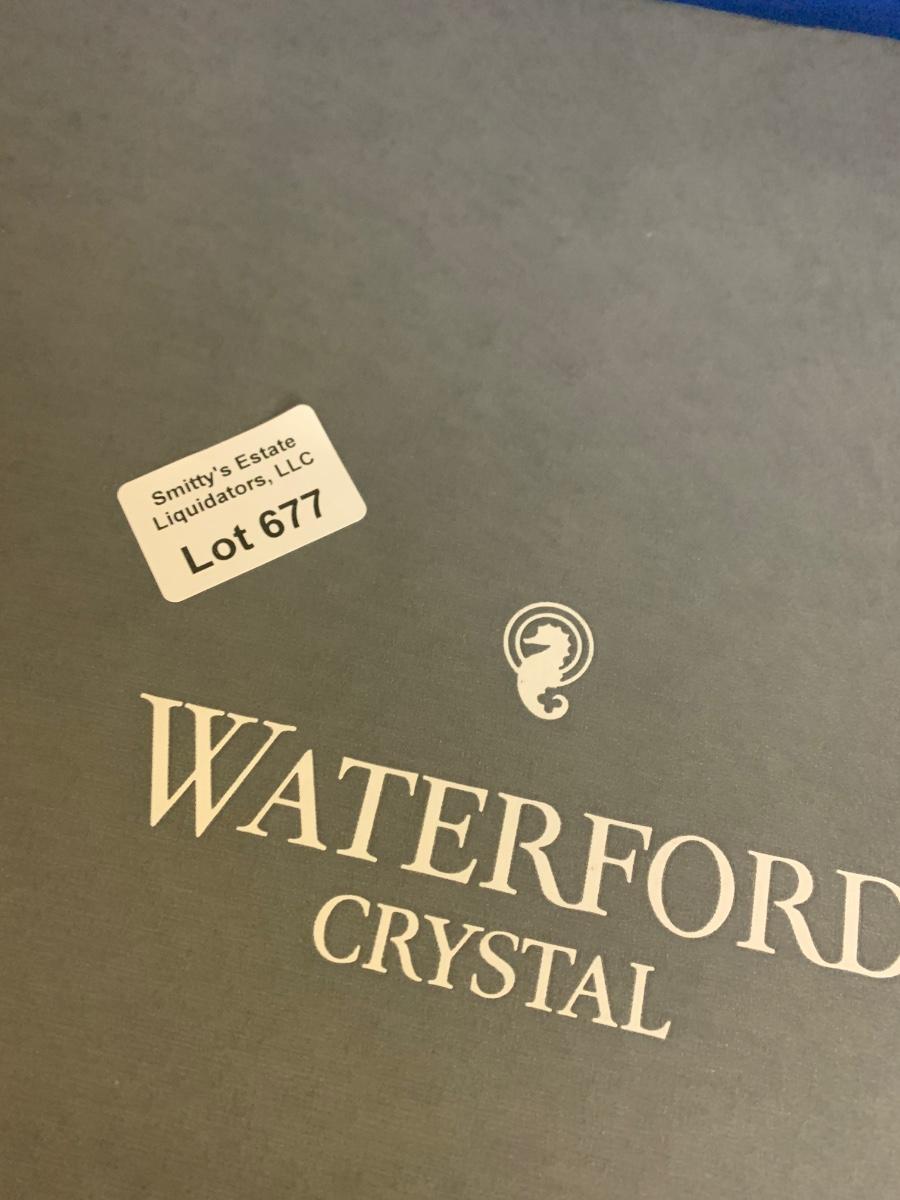 Smitty's Estate
Liquidators, LLC
Lot 677
WATERFORD
CRYSTAL